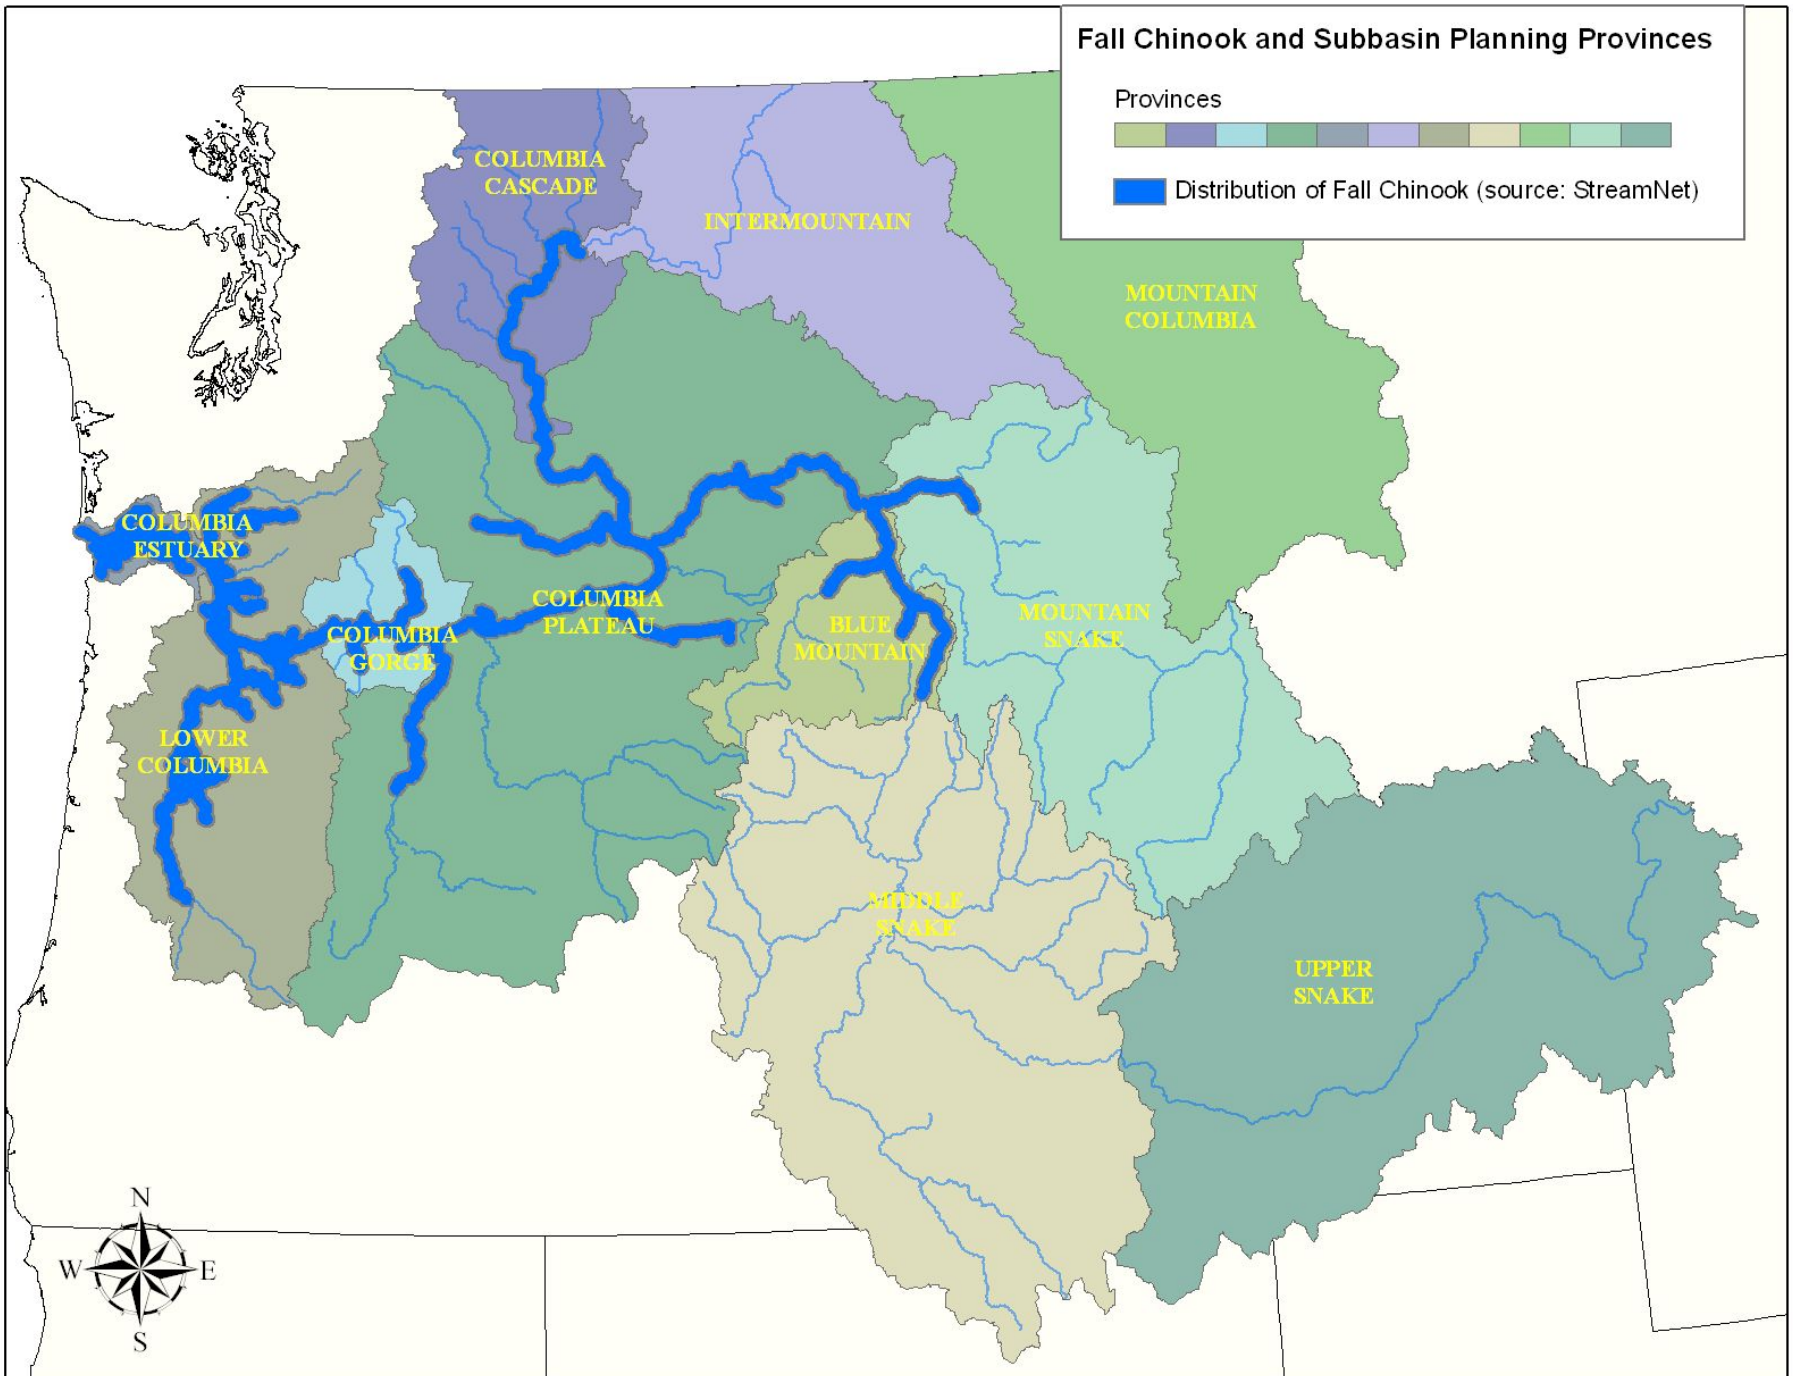 Fall Chinook and Subbasin Planning Provinces
Provinces
Distribution of Fall Chinook (source: StreamNet)
COLUMBIA
CASCADE
INTERMOUNTAIN
MOUNTAIN
COLUMBIA
COLUMBIA
ESTUARY
COLUMBIA
GORGE
COLUMBIA
PLATEAU
BLUE
MOUNTAIN
MOUNTAIN
SNAKE
LOWER
COLUMBIA
MIDDLE
SNAKE
UPPER
SNAKE
N
W E
S